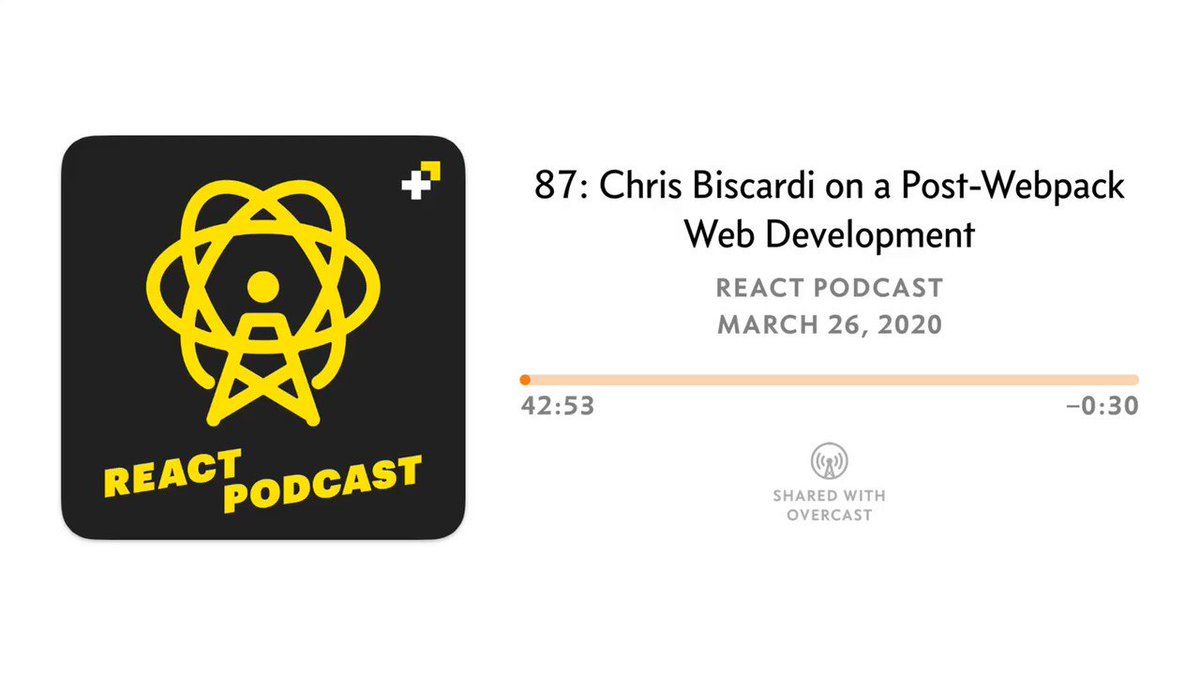 REACT
PODCAST
87: Chris Biscardi on a Post-Webpack
Web Development
REACT PODCAST
MARCH 26, 2020
42:53
–0:30
SHARED WITH
OVERCAST